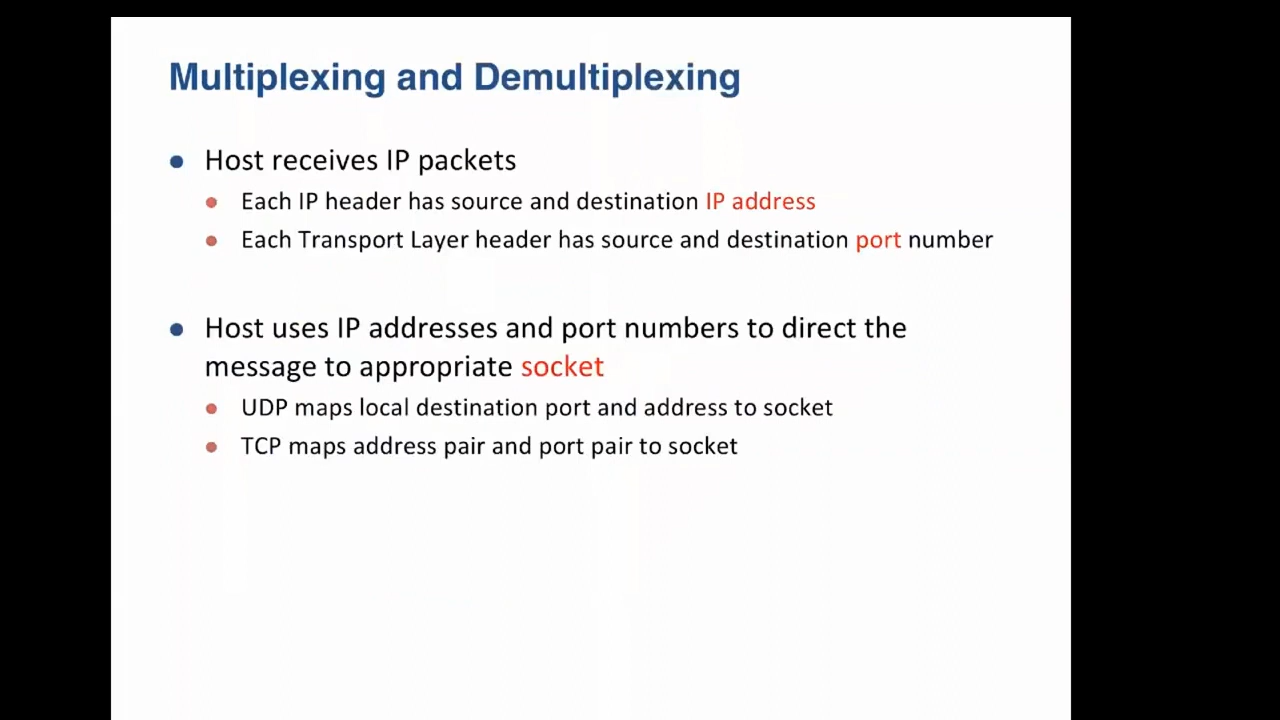 Multiplexing and Demultiplexing
Host receives IP packets
Each IP header has source and destination IP address
Each Transport Layer header has source and destination port number
Host uses IP addresses and port numbers to direct the
message to appropriate socket
UDP maps local destination port and address to socket
TCP maps address pair and port pair to socket